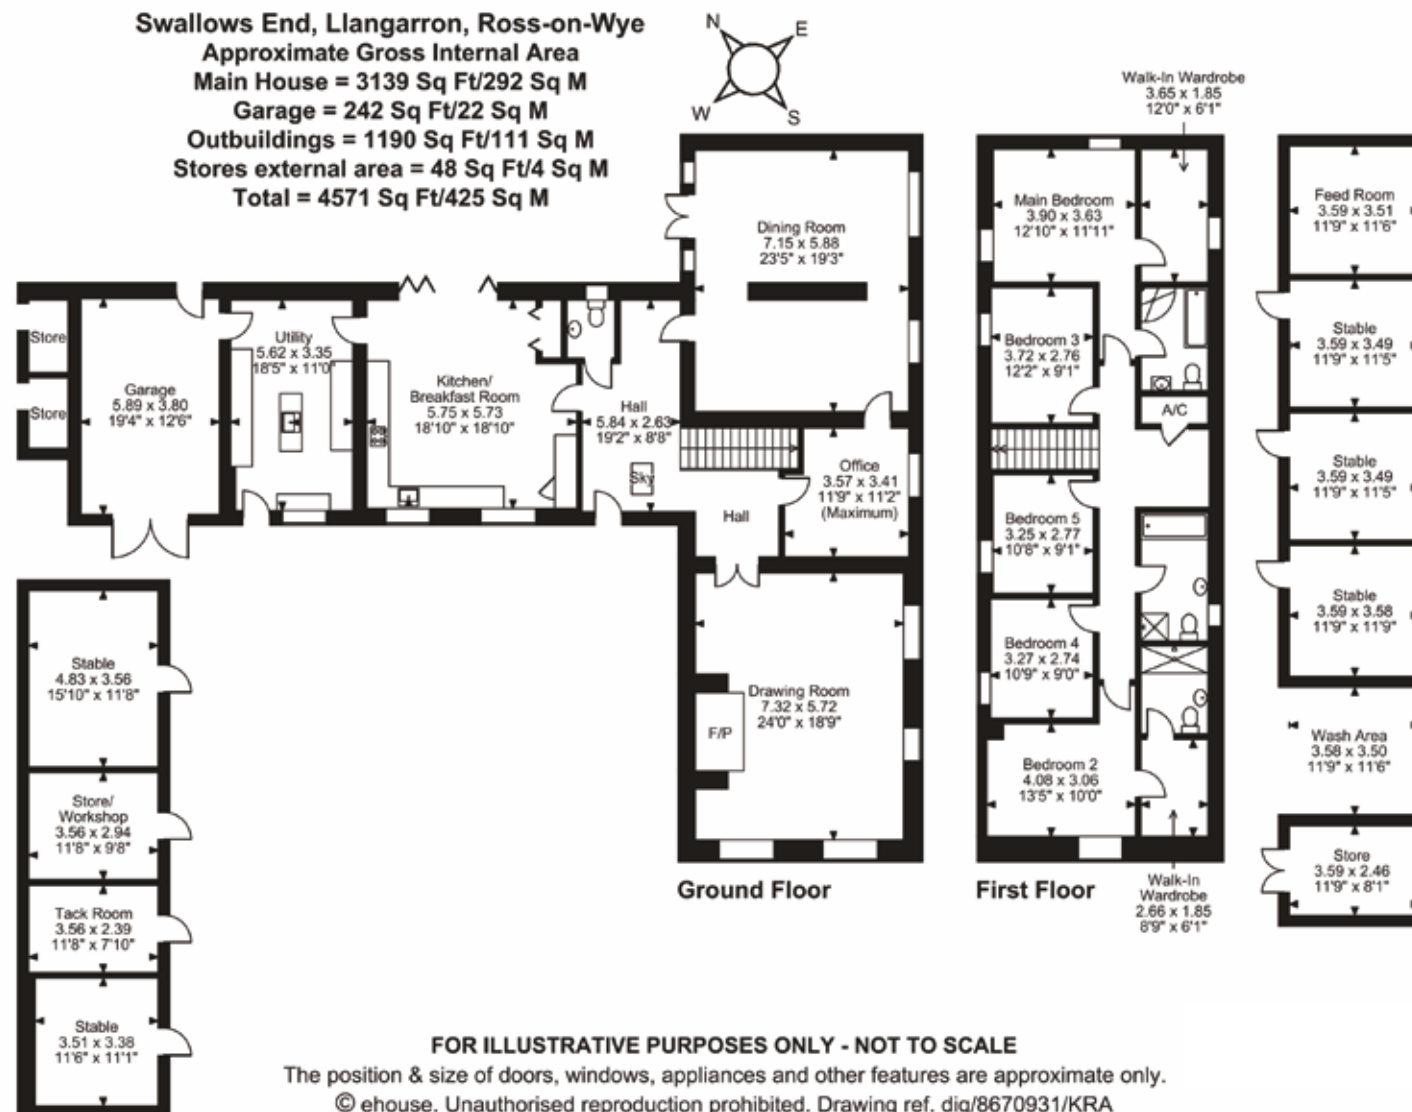 Swallows End, Llangarron, Ross-on-Wye
Approximate Gross Internal Area
Main House = 3139 Sq Ft/292 Sq M
Garage = 242 Sq Ft/22 Sq M
Outbuildings = 1190 Sq Ft/111 Sq M
Stores external area = 48 Sq Ft/4 Sq M
Total = 4571 Sq Ft/425 Sq M
N
E
W
S
Store
Store
Garage
5.89 x 3.80
19'4" x 12'6"
Utility
5.62 x 3.35
18'5" x 11'0"
Kitchen/
Breakfast Room
5.75 x 5.73
18'10" x 18'10"
Hall
5.84 x 2.63
19'2" x 8'8"
Sky
Dining Room
7.15 x 5.88
23'5" x 19'3"
Office
3.57 x 3.41
11'9" x 11'2"
(Maximum)
Hall
Drawing Room
7.32 x 5.72
24'0" x 18'9"
F/P
Ground Floor
Walk-In Wardrobe
3.65 x 1.85
12'0" x 6'1"
Main Bedroom
3.90 x 3.63
12'10" x 11'11"
Bedroom 3
3.72 x 2.76
12'2" x 9'1"
A/C
Bedroom 5
3.25 x 2.77
10'8" x 9'1"
Bedroom 4
3.27 x 2.74
10'9" x 9'0"
Bedroom 2
4.08 x 3.06
13'5" x 10'0"
First Floor
Walk-In
Wardrobe
2.66 x 1.85
8'9" x 6'1"
Feed Room
3.59 x 3.51
11'9" x 11'6"
Stable
3.59 x 3.49
11'9" x 11'5"
Stable
3.59 x 3.49
11'9" x 11'5"
Stable
3.59 x 3.58
11'9" x 11'9"
Wash Area
3.58 x 3.50
11'9" x 11'6"
Store
3.59 x 2.46
11'9" x 8'1"
Stable
4.83 x 3.56
15'10" x 11'8"
Store/
Workshop
3.56 x 2.94
11'8" x 9'8"
Tack Room
3.56 x 2.39
11'8" x 7'10"
Stable
3.51 x 3.38
11'6" x 11'1"
FOR ILLUSTRATIVE PURPOSES ONLY - NOT TO SCALE
The position & size of doors, windows, appliances and other features are approximate only.
© ehouse. Unauthorised reproduction prohibited. Drawing ref. dig/8670931/KRA